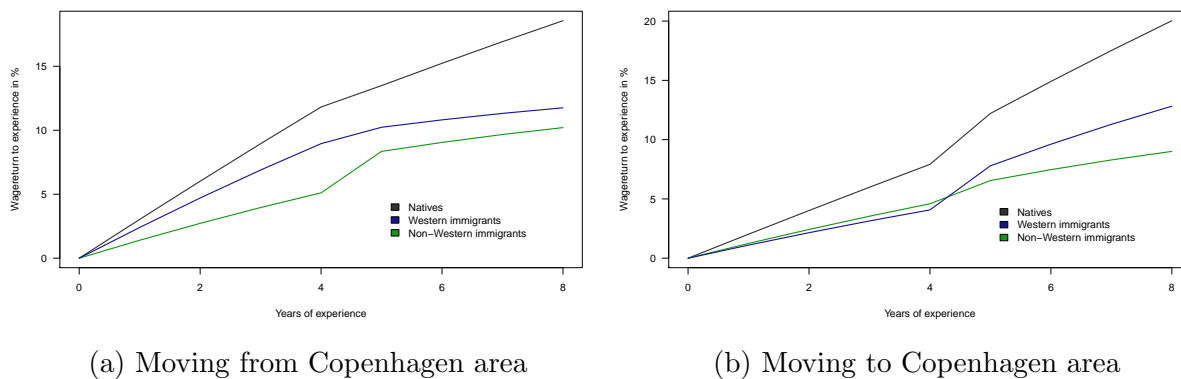 Wagereturn to experience in %
15
10
5
0
0 2 4 6 8
Years of experience
Natives
Western immigrants
Non−Western immigrants
(a) Moving from Copenhagen area
Wagereturn to experience in %
20
15
10
5
0
0 2 4 6 8
Years of experience
Natives
Western immigrants
Non−Western immigrants
(b) Moving to Copenhagen area